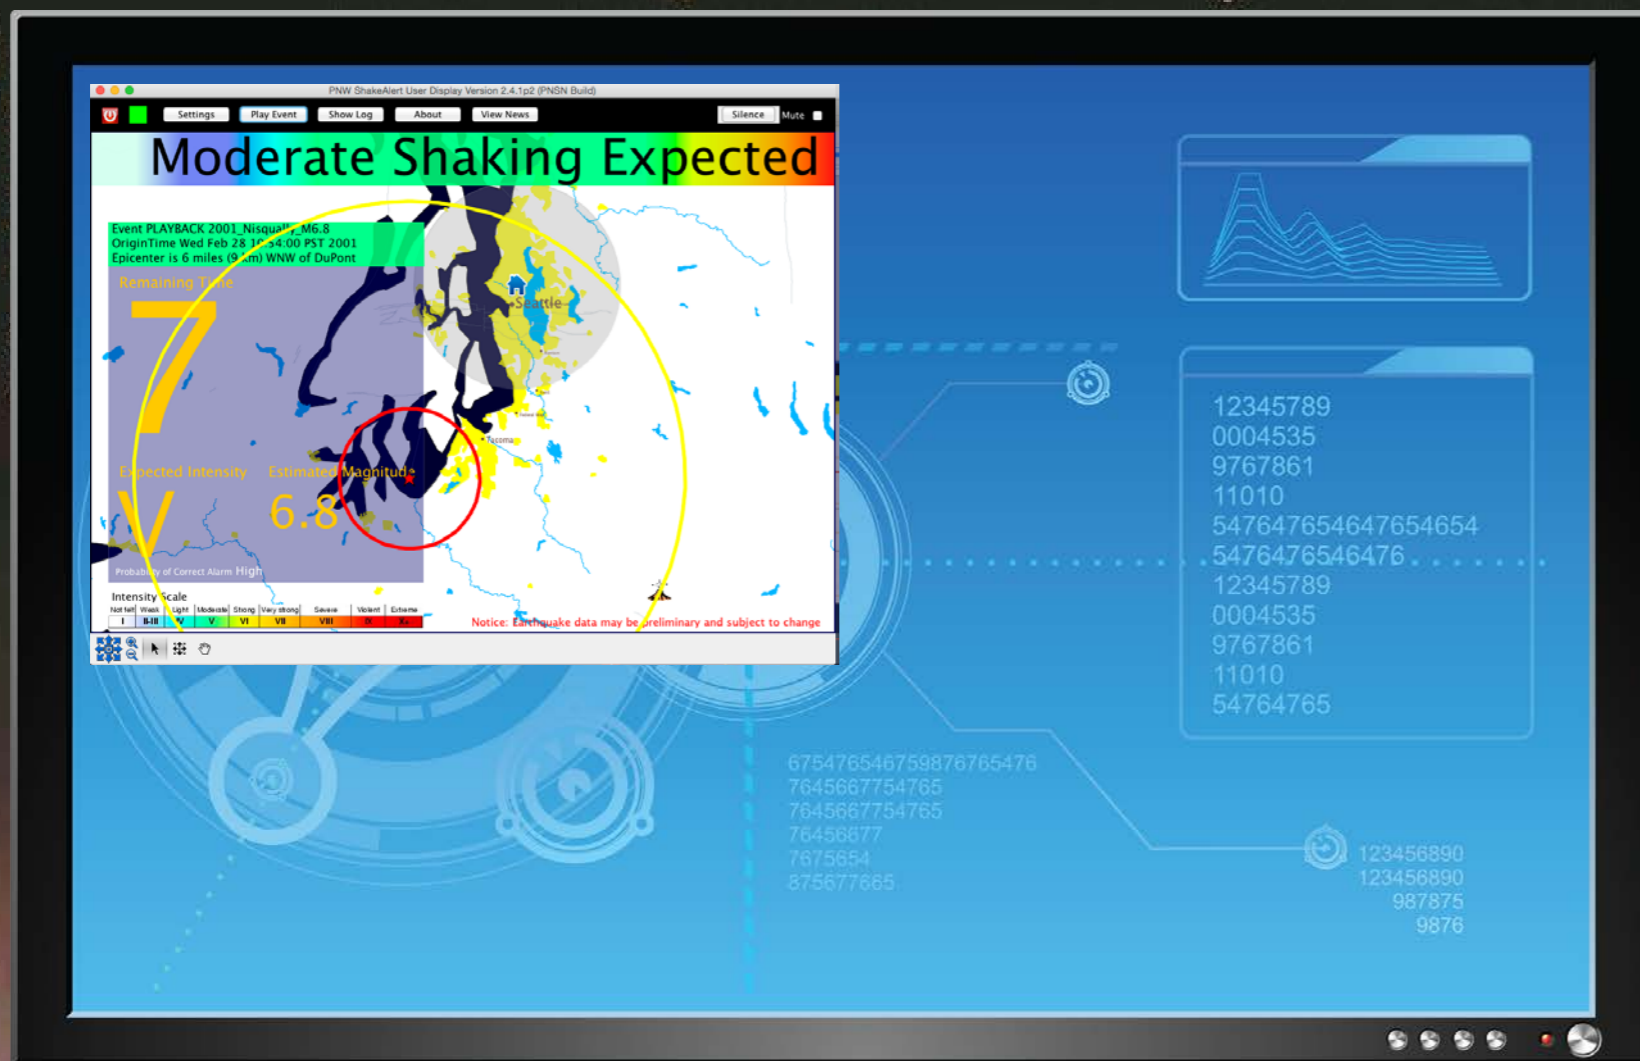 PNW ShakeAlert User Display Version 2.4.1p2 (PNSN Build)
Settings Play Event Show Log About View News Silence Mute
Moderate Shaking Expected
Event PLAYBACK 2001_Nisqually_M6.8
OriginTime Wed Feb 28 10:54:00 PST 2001
Epicenter is 6 miles (9 km) WNW of DuPont
Remaining Time
7
Seattle
Tacoma
Expected Intensity Estimated Magnitude
V 6.8
Probability of Correct Alarm High
Intensity Scale
Not felt Weak Light Moderate Strong Very strong Severe Violent Extreme
I II-III IV V VI VII VIII IX X+
Notice: Earthquake data may be preliminary and subject to change
12345789
0004535
9767861
11010
547647654647654654
5476476546476
12345789
0004535
9767861
11010
54764765
675476546759876765476
7645667754765
7645667754765
76456677
7675654
875677665
123456890
123456890
987875
9876